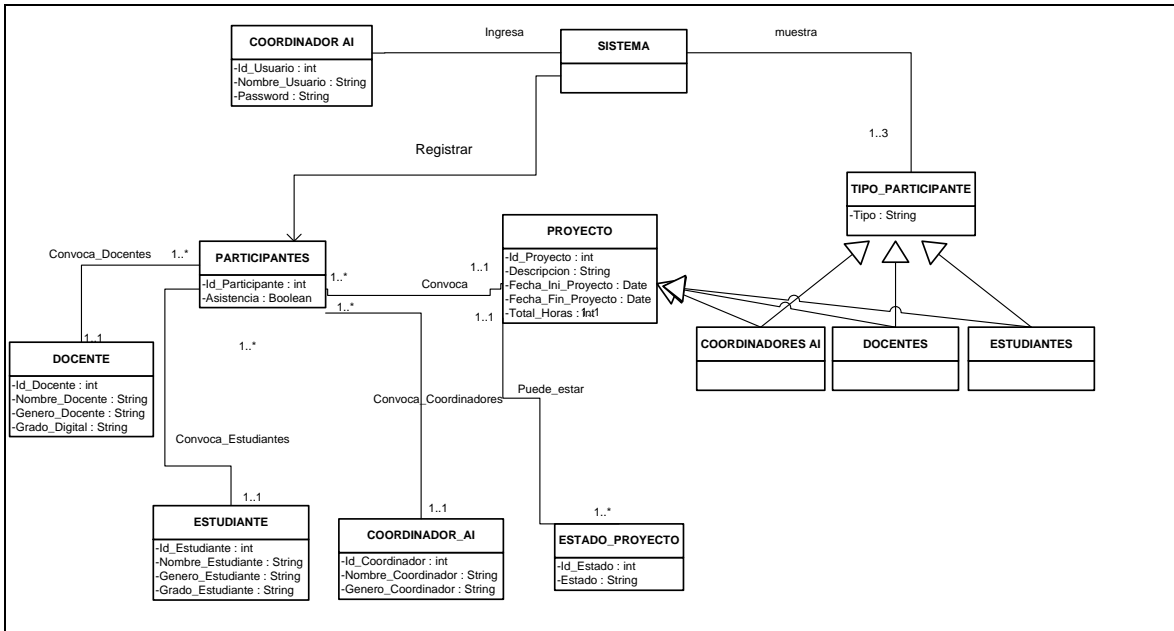 COORDINADOR AI
-Id_Usuario : int
-Nombre_Usuario : String
-Password : String
Ingresa
SISTEMA
muestra
1..3
Registrar
TIPO_PARTICIPANTE
-Tipo : String
Convoca_Docentes
1..*
PARTICIPANTES
-Id_Participante : int
-Asistencia : Boolean
1..*
Convoca
1..1
PROYECTO
-Id_Proyecto : int
-Descripcion : String
-Fecha_Ini_Proyecto : Date
-Fecha_Fin_Proyecto : Date
-Total_Horas : int
1..1
1..*
1..1
1..1
1..*
COORDINADORES AI
DOCENTES
ESTUDIANTES
DOCENTE
-Id_Docente : int
-Nombre_Docente : String
-Genero_Docente : String
-Grado_Digital : String
Puede_estar
Convoca_Coordinadores
Convoca_Estudiantes
1..1
1..1
1..*
ESTUDIANTE
-Id_Estudiante : int
-Nombre_Estudiante : String
-Genero_Estudiante : String
-Grado_Estudiante : String
COORDINADOR_AI
-Id_Coordinador : int
-Nombre_Coordinador : String
-Genero_Coordinador : String
ESTADO_PROYECTO
-Id_Estado : int
-Estado : String